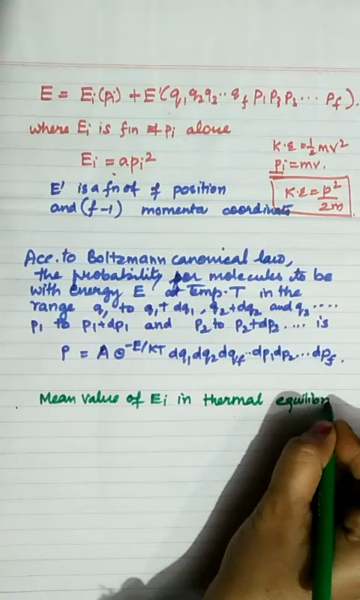 E = Ei(pi) + E'(q1 q2 q3 .. qf p1 p2 p3 ... pf)
where Ei is fn of pi alone
K.E = 1/2 mv²
Ei = api²
pi = mv.
E' is a fn of f position
K.E = p²/2m
and (f-1) momenta coordinate
Acc. to Boltzmann canonical law,
the probability for molecules to be
with energy E at Temp. T in the
range q1 to q1 + dq1, q2 + dq2 and q3 ....
p1 to p1 + dp1 and p2 to p2 + dp2 .... is
P = A e^-E/KT dq1 dq2 dqf .. dp1 dp2 ... dpf.
Mean value of Ei in thermal equilibr